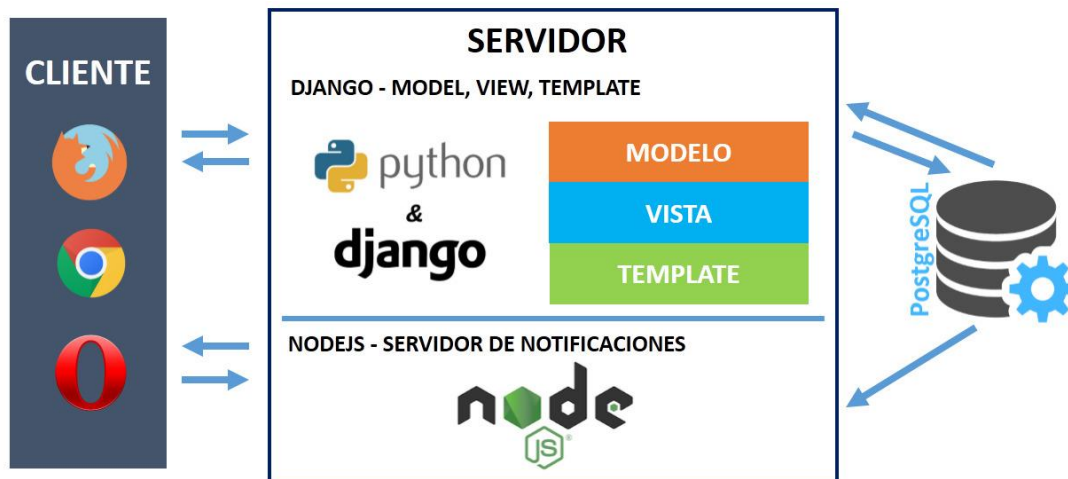 CLIENTE
SERVIDOR
DJANGO - MODEL, VIEW, TEMPLATE
python
&
django
MODELO
VISTA
TEMPLATE
NODEJS - SERVIDOR DE NOTIFICACIONES
node
JS®
PostgreSQL